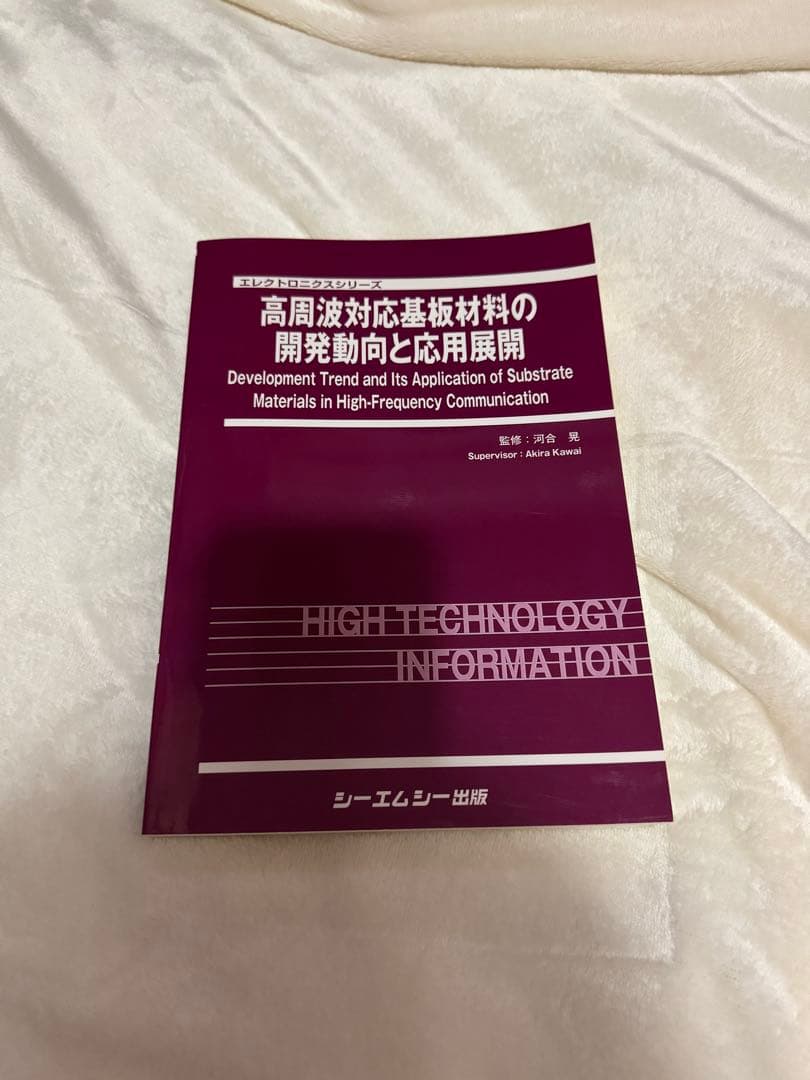 エレクトロニクスシリーズ
高周波対応基板材料の
開発動向と応用展開
Development Trend and Its Application of Substrate
Materials in High-Frequency Communication
監修：河合　晃
Supervisor : Akira Kawai
HIGH TECHNOLOGY
INFORMATION
シーエムシー出版